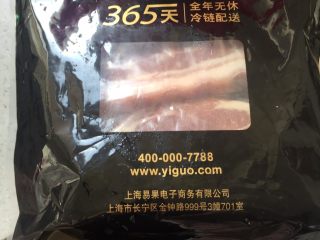 365天
全年无休
冷链配送
400-000-7788
www.yiguo.com
上海易果电子商务有限公司
上海市长宁区金钟路999号3幢701室